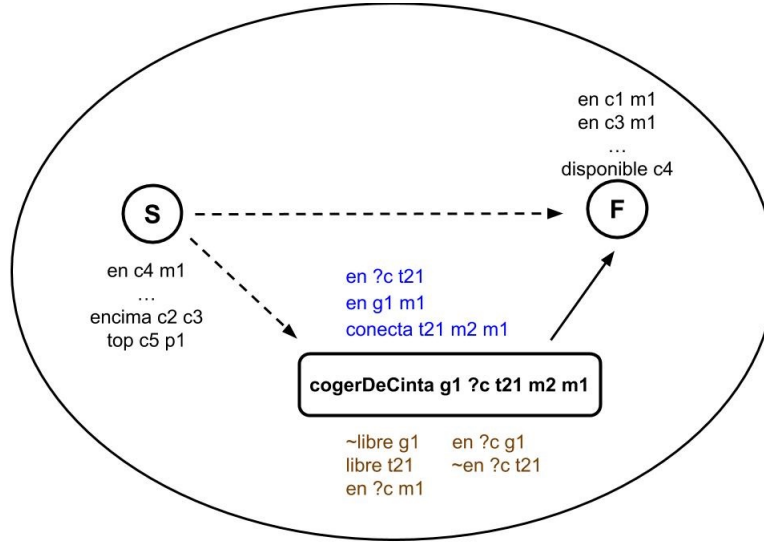 en c1 m1
en c3 m1
...
disponible c4
S
F
en c4 m1
...
encima c2 c3
top c5 p1
en ?c t21
en g1 m1
conecta t21 m2 m1
cogerDeCinta g1 ?c t21 m2 m1
~libre g1 en ?c g1
libre t21 ~en ?c t21
en ?c m1